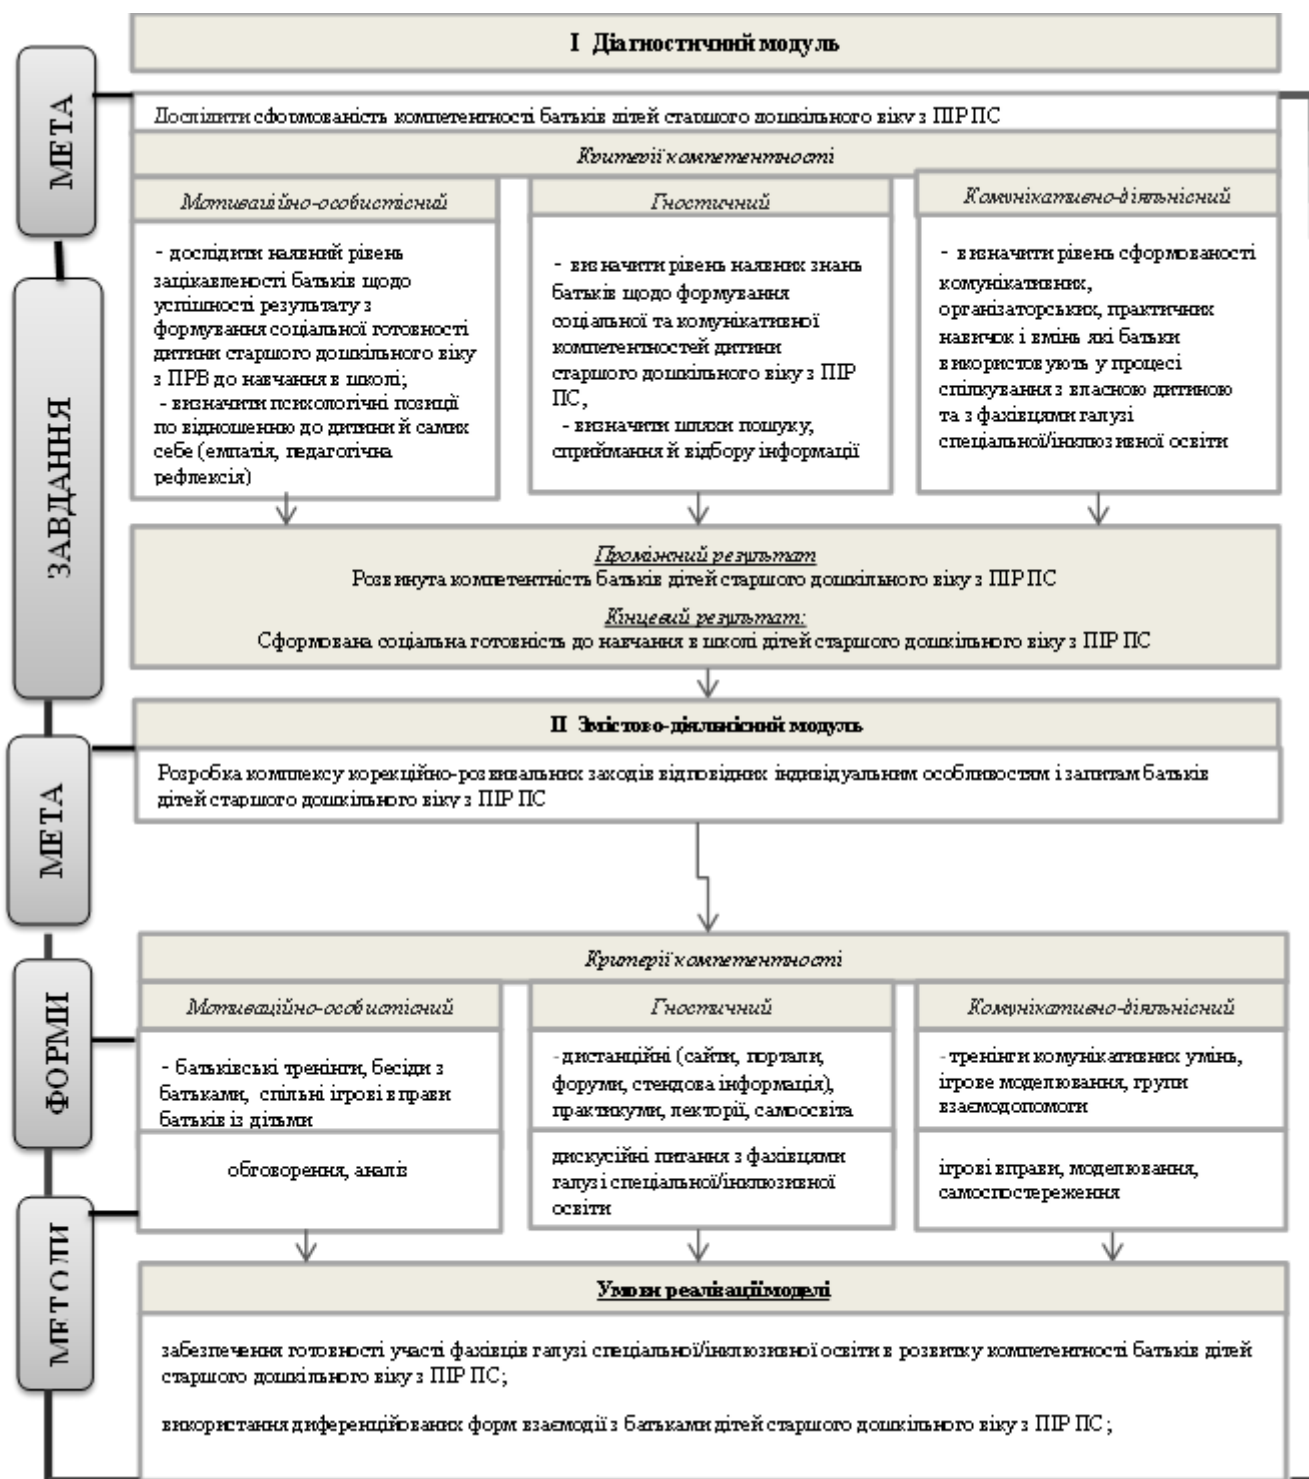 I Діагностичний модуль
МЕТА
Дослідити сформованість компетентності батьків дітей старшого дошкільного віку з ПІР ПС
Критерії компетентності
Мотиваційно-особистісний
Гностичний
Комунікативно-діяльнісний
ЗАВДАННЯ
- дослідити наявний рівень
зацікавленості батьків щодо
успішності результату з
формування соціальної готовності
дитини старшого дошкільного віку
з ПРВ до навчання в школі;
- визначити психологічні позиції
по відношенню до дитини й самих
себе (емпатія, педагогічна
рефлексія)
- визначити рівень наявних знань
батьків щодо формування
соціальної та комунікативної
компетентностей дитини
старшого дошкільного віку з ПІР
ПС,
- визначити шляхи пошуку,
сприймання й відбору інформації
- визначити рівень сформованості
комунікативних,
організаторських, практичних
навичок і вмінь які батьки
використовують у процесі
спілкування з власною дитиною
та з фахівцями галузі
спеціальної/інклюзивної освіти
Проміжний результат
Розвинута компетентність батьків дітей старшого дошкільного віку з ПІР ПС
Кінцевий результат:
Сформована соціальна готовність до навчання в школі дітей старшого дошкільного віку з ПІР ПС
II Змістово-діяльнісний модуль
МЕТА
Розробка комплексу корекційно-розвивальних заходів відповідних індивідуальним особливостям і запитам батьків
дітей старшого дошкільного віку з ПІР ПС
Критерії компетентності
Мотиваційно-особистісний
Гностичний
Комунікативно-діяльнісний
ФОРМИ
- батьківські тренінги, бесіди з
батьками, спільні ігрові вправи
батьків із дітьми
-дистанційні (сайти, портали,
форуми, стендова інформація),
практикуми, лекторії, самоосвіта
-тренінги комунікативних умінь,
ігрове моделювання, групи
взаємодопомоги
МЕТОДИ
обговорення, аналіз
дискусійні питання з фахівцями
галузі спеціальної/інклюзивної
освіти
ігрові вправи, моделювання,
самоспостереження
Умови реалізації моделі
забезпечення готовності участі фахівців галузі спеціальної/інклюзивної освіти в розвитку компетентності батьків дітей
старшого дошкільного віку з ПІР ПС;
використання диференційованих форм взаємодії з батьками дітей старшого дошкільного віку з ПІР ПС;